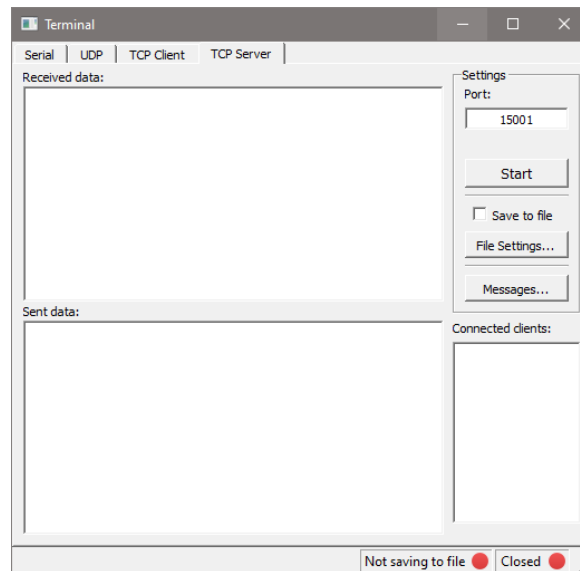 Terminal
Serial UDP TCP Client TCP Server
Received data:
Settings
Port:
15001
Start
Save to file
File Settings...
Messages...
Sent data:
Connected clients:
Not saving to file Closed